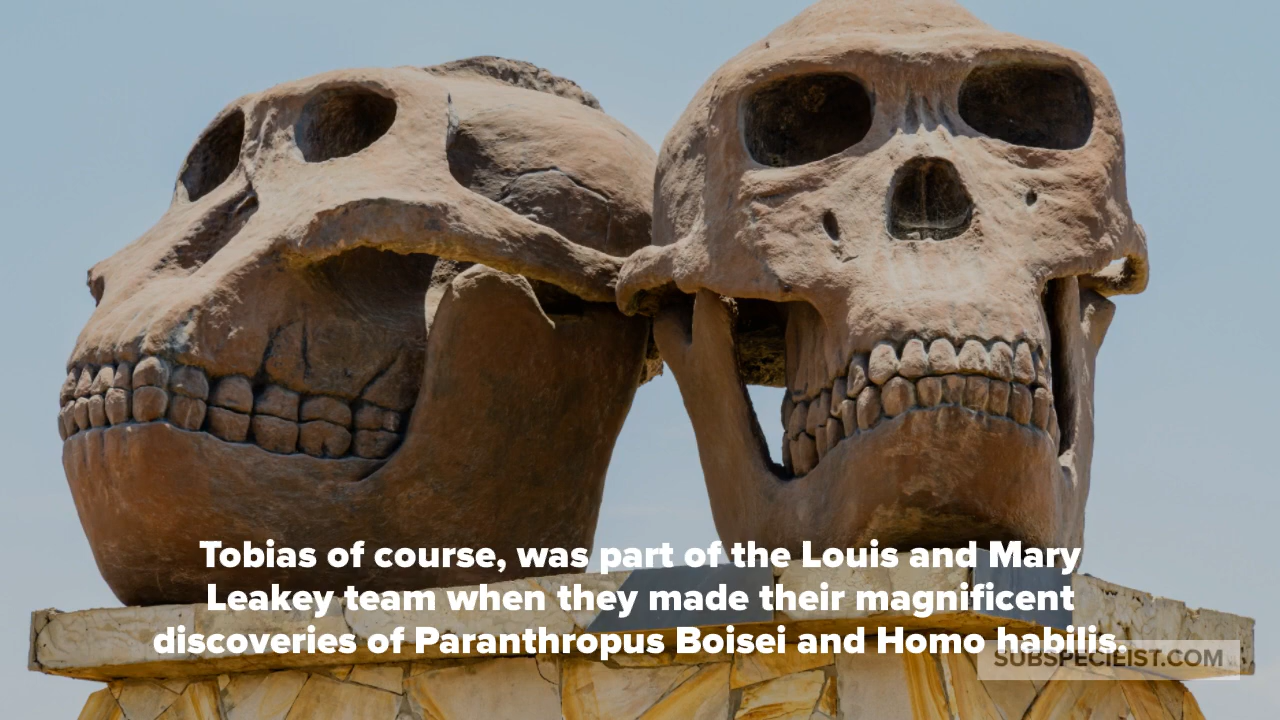 Tobias of course, was part of the Louis and Mary
Leakey team when they made their magnificent
discoveries of Paranthropus Boisei and Homo habilis.
SUBSPECIEIST.COM